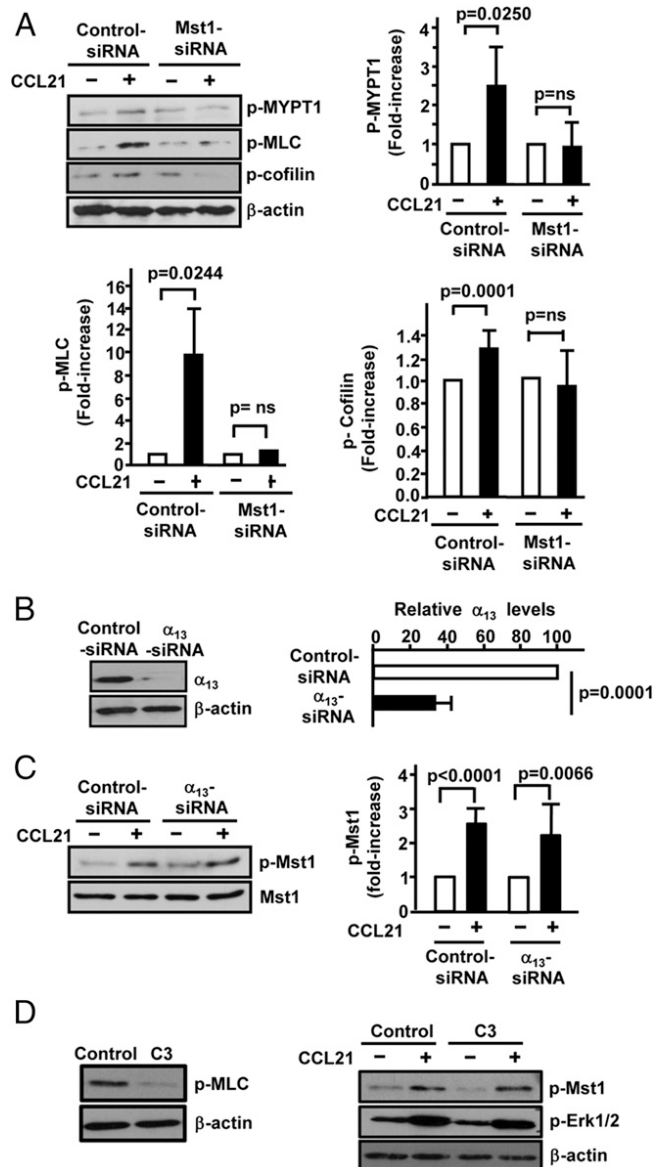 A
Control-
siRNA
Mst1-
siRNA
CCL21 – + – +
p-MYPT1
p-MLC
p-cofilin
β-actin
P-MYPT1
(Fold-increase)
p=0.0250
p=ns
4
3
2
1
0
CCL21 – + – +
Control-
siRNA
Mst1-
siRNA
p-MLC
(Fold-increase)
p=0.0244
p= ns
16
14
12
10
8
6
4
2
0
CCL21 – + – +
Control-
siRNA
Mst1-
siRNA
p- Cofilin
(Fold-increase)
p=0.0001
p=ns
1.4
1.2
1.0
0.8
0.6
0.4
0.2
0.0
CCL21 – + – +
Control-
siRNA
Mst1-
siRNA
B
Control
-siRNA
α13
-siRNA
α13
β-actin
Relative α13 levels
0 20 40 60 80 100
Control-
siRNA
α13-
siRNA
p=0.0001
C
Control-
siRNA
α13-
siRNA
CCL21 – + – +
p-Mst1
Mst1
p-Mst1
(fold-increase)
p<0.0001
p=0.0066
4
3
2
1
0
CCL21 – + – +
Control-
siRNA
α13-
siRNA
D
Control C3
p-MLC
β-actin
Control C3
CCL21 – + – +
p-Mst1
p-Erk1/2
β-actin